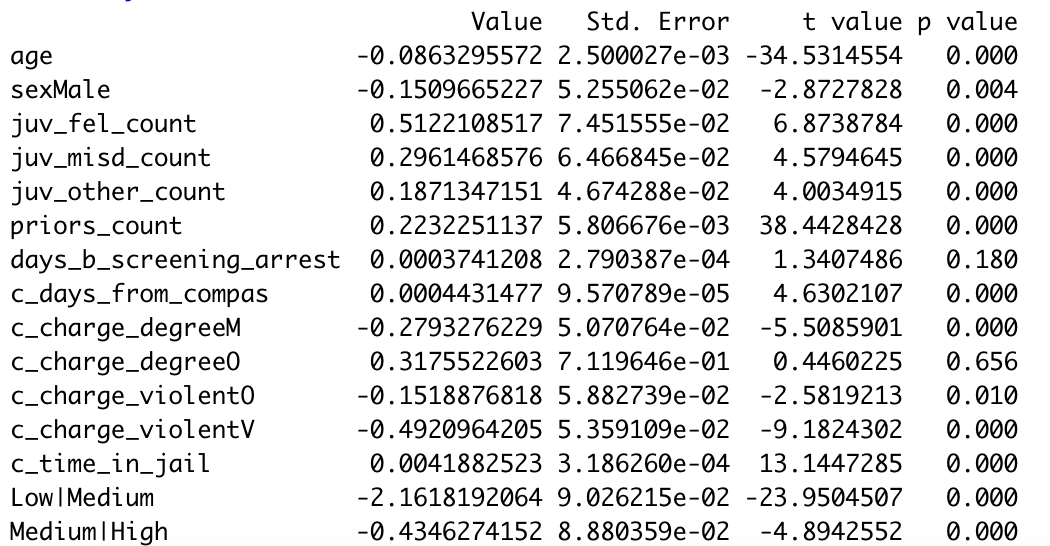 Value Std. Error t value p value
age -0.0863295572 2.500027e-03 -34.5314554 0.000
sexMale -0.1509665227 5.255062e-02 -2.8727828 0.004
juv_fel_count 0.5122108517 7.451555e-02 6.8738784 0.000
juv_misd_count 0.2961468576 6.466845e-02 4.5794645 0.000
juv_other_count 0.1871347151 4.674288e-02 4.0034915 0.000
priors_count 0.2232251137 5.806676e-03 38.4428428 0.000
days_b_screening_arrest 0.0003741208 2.790387e-04 1.3407486 0.180
c_days_from_compas 0.0004431477 9.570789e-05 4.6302107 0.000
c_charge_degreeM -0.2793276229 5.070764e-02 -5.5085901 0.000
c_charge_degreeO 0.3175522603 7.119646e-01 0.4460225 0.656
c_charge_violentO -0.1518876818 5.882739e-02 -2.5819213 0.010
c_charge_violentV -0.4920964205 5.359109e-02 -9.1824302 0.000
c_time_in_jail 0.0041882523 3.186260e-04 13.1447285 0.000
Low|Medium -2.1618192064 9.026215e-02 -23.9504507 0.000
Medium|High -0.4346274152 8.880359e-02 -4.8942552 0.000